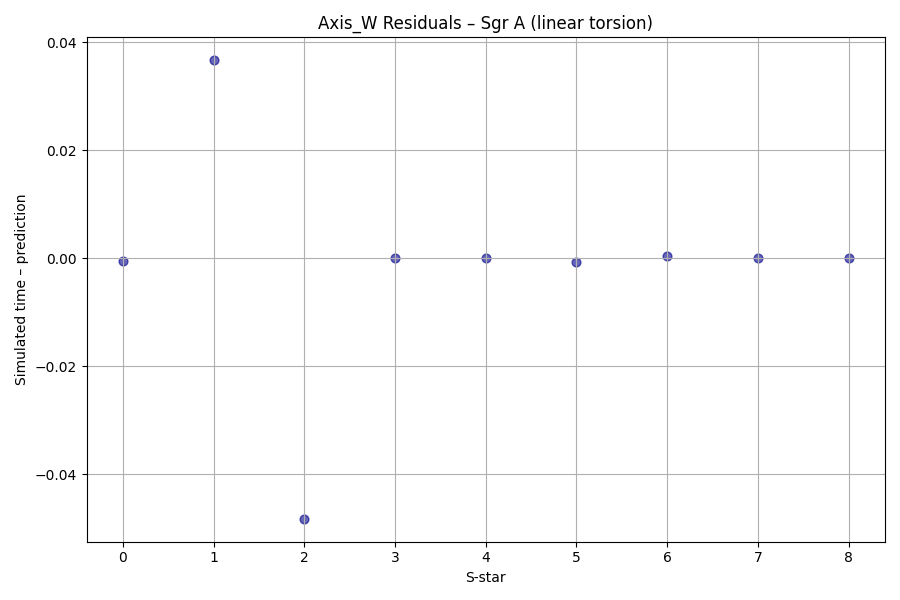 Axis_W Residuals – Sgr A (linear torsion)
Simulated time – prediction
0.04
0.02
0.00
−0.02
−0.04
0 1 2 3 4 5 6 7 8
S-star